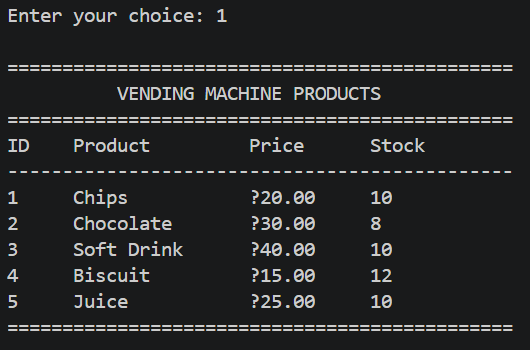 Enter your choice: 1
==============================================
VENDING MACHINE PRODUCTS
==============================================
ID Product Price Stock
----------------------------------------------
1 Chips ?20.00 10
2 Chocolate ?30.00 8
3 Soft Drink ?40.00 10
4 Biscuit ?15.00 12
5 Juice ?25.00 10
==============================================